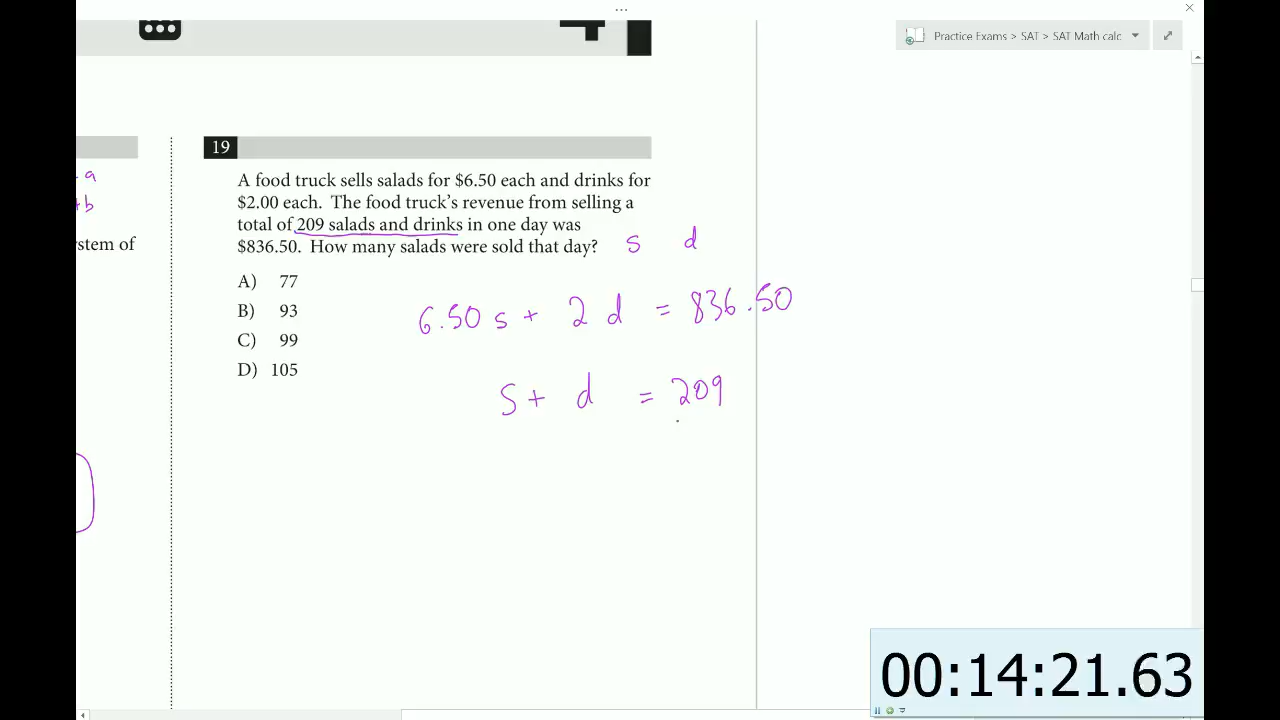 ...
Practice Exams > SAT > SAT Math calc
19
A food truck sells salads for $6.50 each and drinks for
$2.00 each. The food truck's revenue from selling a
total of 209 salads and drinks in one day was
$836.50. How many salads were sold that day?
s d
A) 77
B) 93
C) 99
D) 105
6.50 s + 2 d = 836.50
S + d = 209
a
+b
stem of
00:14:21.63